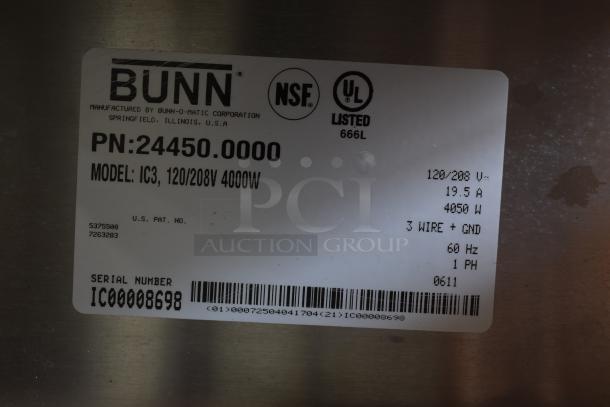 BUNN®
NSF®
UL®
LISTED
666L
MANUFACTURED BY BUNN-O-MATIC CORPORATION
SPRINGFIELD, ILLINOIS, U.S.A
PN:24450.0000
MODEL: IC3, 120/208V 4000W
120/208 V~
19.5 A
4050 W
3 WIRE + GND
60 Hz
1 PH
0611
U.S. PAT. NO.
5375508
7263283
PCI
AUCTION GROUP
SERIAL NUMBER
IC00008698
(01)00072504041704(21)IC00008698